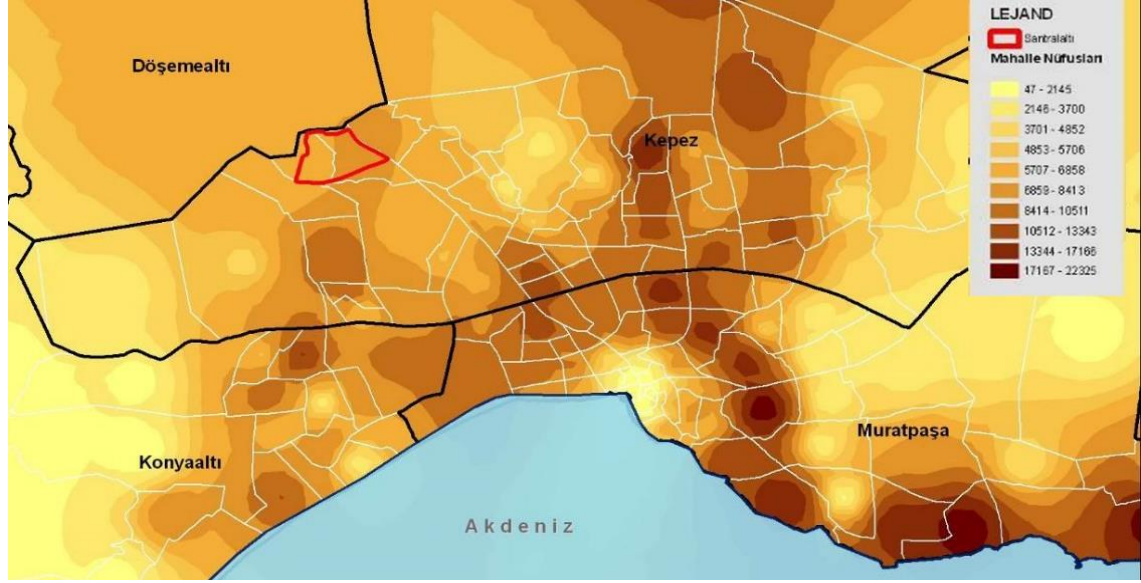 LEJAND
Santralaltı
Mahalle Nüfusları
47 - 2145
2146 - 3700
3701 - 4852
4853 - 5706
5707 - 6858
6859 - 8413
8414 - 10511
10512 - 13343
13344 - 17166
17167 - 22325
Döşemealtı
Kepez
Muratpaşa
Konyaaltı
Akdeniz